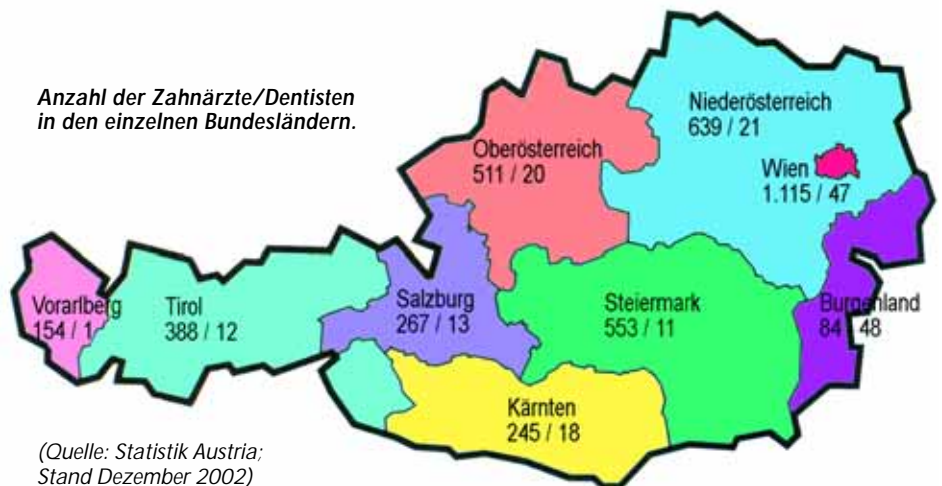 Anzahl der Zahnärzte/Dentisten
in den einzelnen Bundesländern.
Niederösterreich
639 / 21
Oberösterreich
511 / 20
Wien
1.115 / 47
Vorarlberg
154 / 1
Tirol
388 / 12
Salzburg
267 / 13
Steiermark
553 / 11
Burgenland
84 / 48
Kärnten
245 / 18
(Quelle: Statistik Austria;
Stand Dezember 2002)